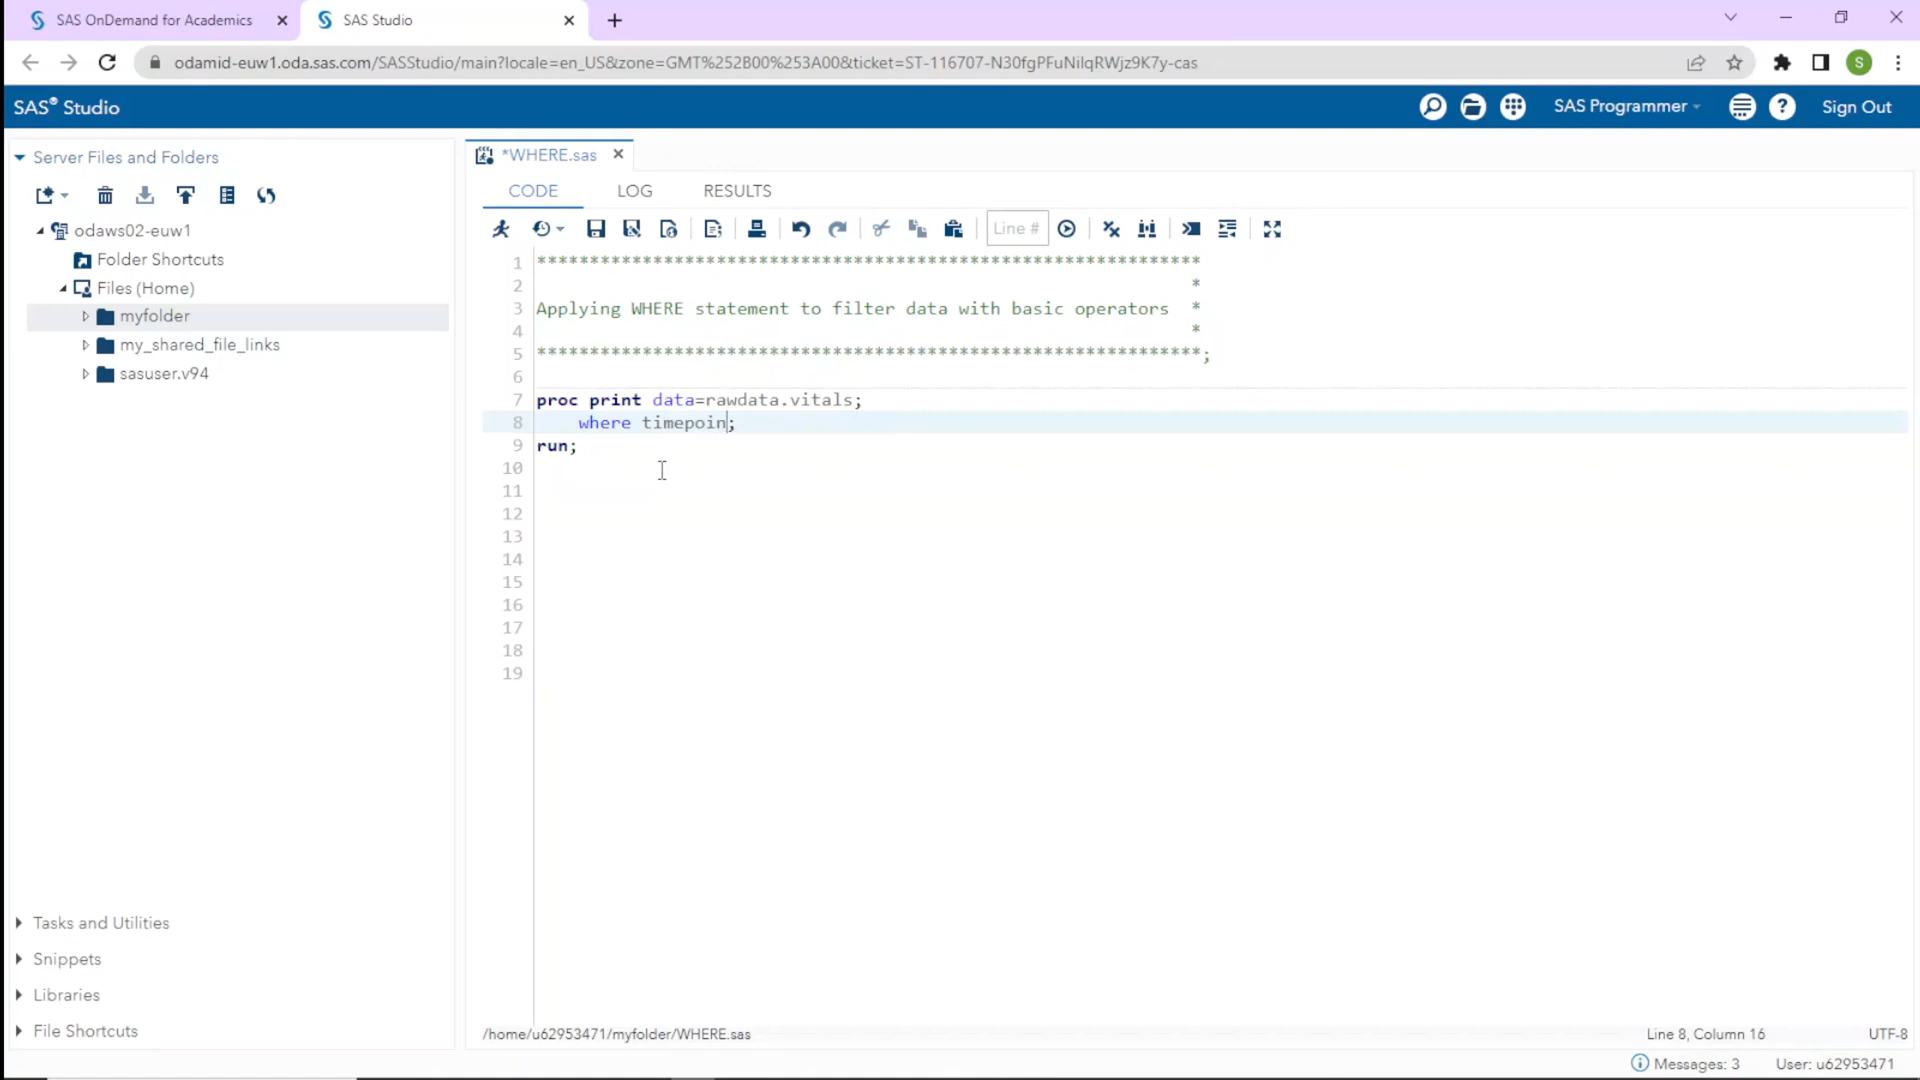 SAS OnDemand for Academics
SAS Studio
odamid-euw1.oda.sas.com/SASStudio/main?locale=en_US&zone=GMT%252B00%253A00&ticket=ST-116707-N30fgPFuNilqRWjz9K7y-cas
S
SAS® Studio
SAS Programmer
Sign Out
Server Files and Folders
odaws02-euw1
Folder Shortcuts
Files (Home)
myfolder
my_shared_file_links
sasuser.v94
Tasks and Utilities
Snippets
Libraries
File Shortcuts
*WHERE.sas
CODE LOG RESULTS
Line #
1 ***************************************************************
2 *
3 Applying WHERE statement to filter data with basic operators *
4 *
5 ***************************************************************;
6
7 proc print data=rawdata.vitals;
8 where timepoin;
9 run;
10
11
12
13
14
15
16
17
18
19
/home/u62953471/myfolder/WHERE.sas
Line 8, Column 16
UTF-8
Messages: 3
User: u62953471